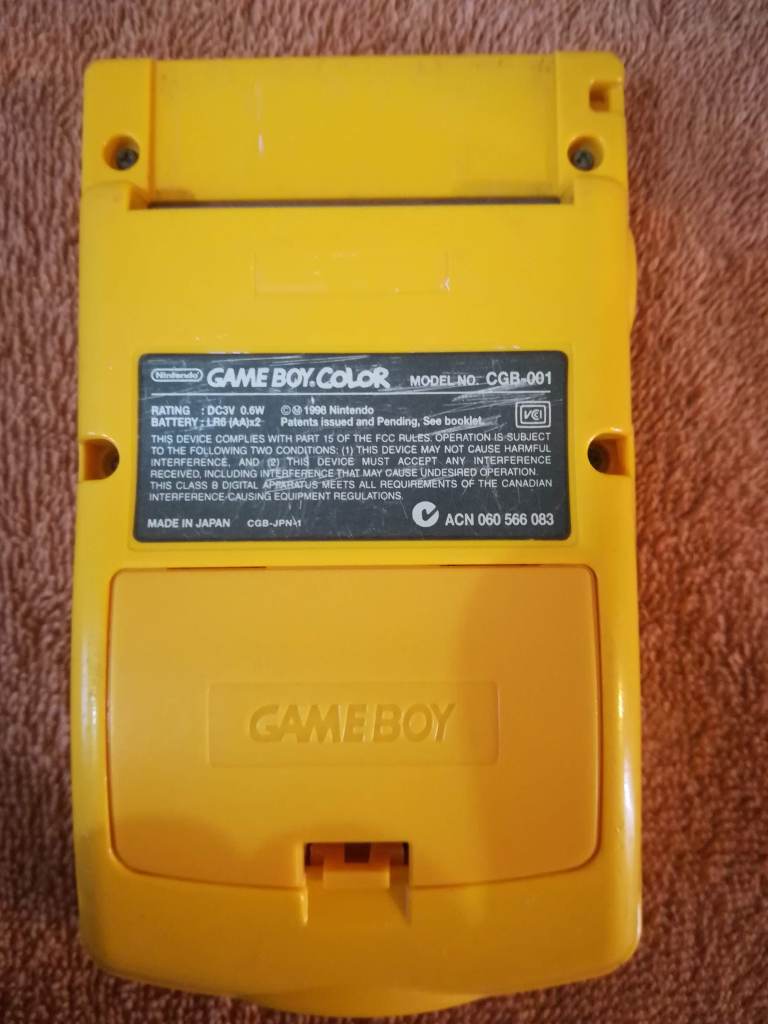 Nintendo GAME BOY COLOR MODEL NO. CGB-001
RATING : DC3V 0.6W © Ⓜ 1998 Nintendo
BATTERY : LR6 (AA)x2 Patents issued and Pending, See booklet.
VCI
THIS DEVICE COMPLIES WITH PART 15 OF THE FCC RULES. OPERATION IS SUBJECT
TO THE FOLLOWING TWO CONDITIONS: (1) THIS DEVICE MAY NOT CAUSE HARMFUL
INTERFERENCE, AND (2) THIS DEVICE MUST ACCEPT ANY INTERFERENCE
RECEIVED, INCLUDING INTERFERENCE THAT MAY CAUSE UNDESIRED OPERATION.
THIS CLASS B DIGITAL APPARATUS MEETS ALL REQUIREMENTS OF THE CANADIAN
INTERFERENCE-CAUSING EQUIPMENT REGULATIONS.
MADE IN JAPAN CGB-JPN-1 ACN 060 566 083
GAME BOY